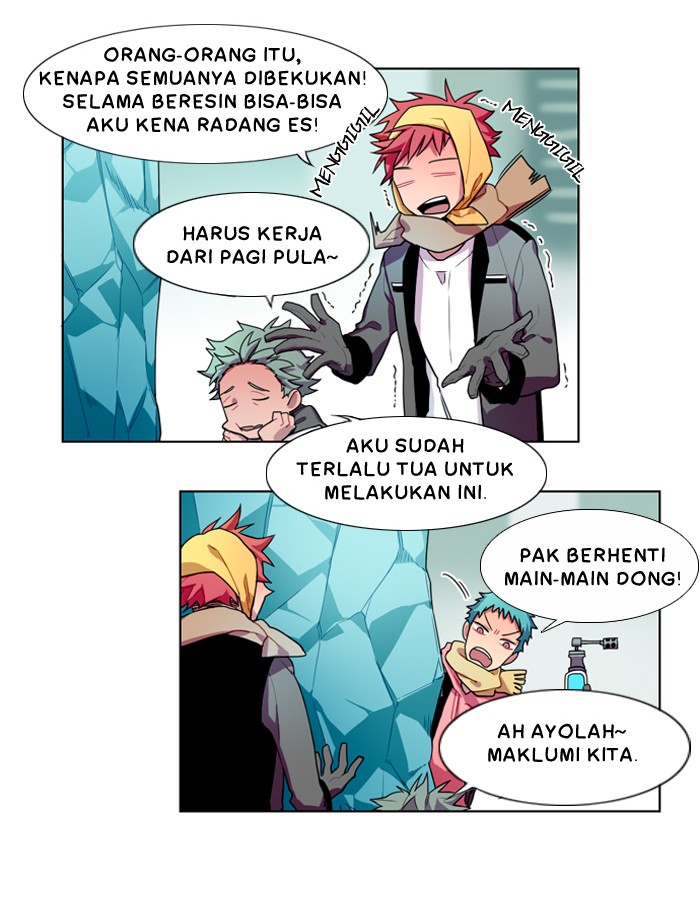 ORANG-ORANG ITU,
KENAPA SEMUANYA DIBEKUKAN!
SELAMA BERESIN BISA-BISA
AKU KENA RADANG ES!
MENGGIGIL
MENGGIGIL
HARUS KERJA
DARI PAGI PULA~
AKU SUDAH
TERLALU TUA UNTUK
MELAKUKAN INI.
PAK BERHENTI
MAIN-MAIN DONG!
AH AYOLAH~
MAKLUMI KITA.